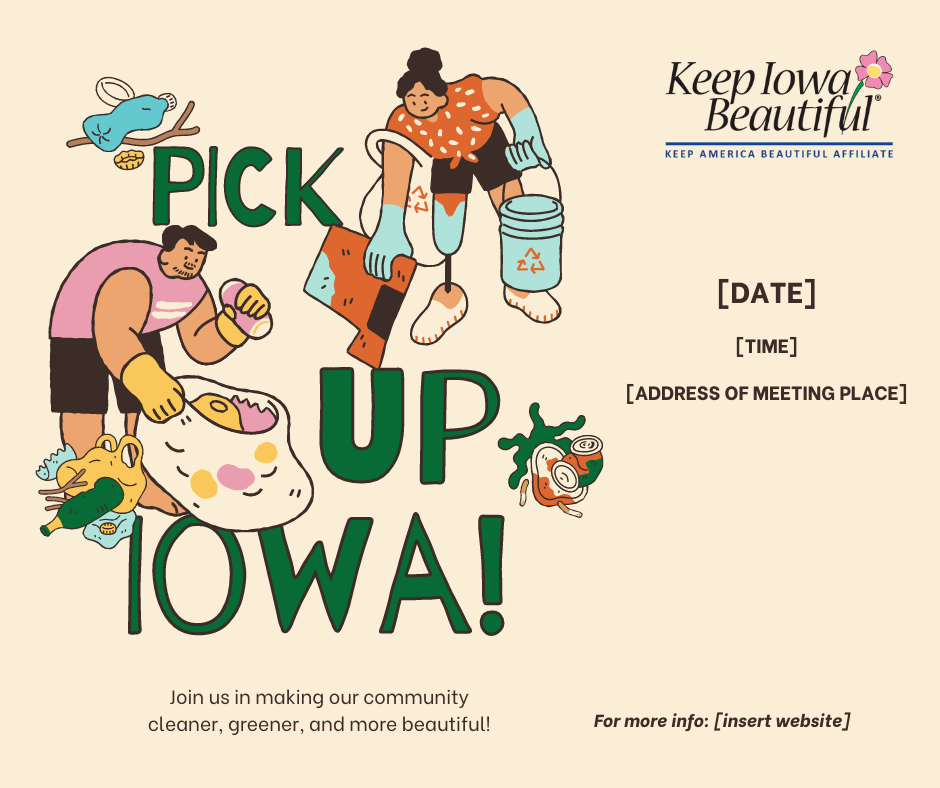 Keep Iowa
Beautiful®
KEEP AMERICA BEAUTIFUL AFFILIATE
PICK
UP
IOWA!
[DATE]
[TIME]
[ADDRESS OF MEETING PLACE]
Join us in making our community
cleaner, greener, and more beautiful!
For more info: [insert website]